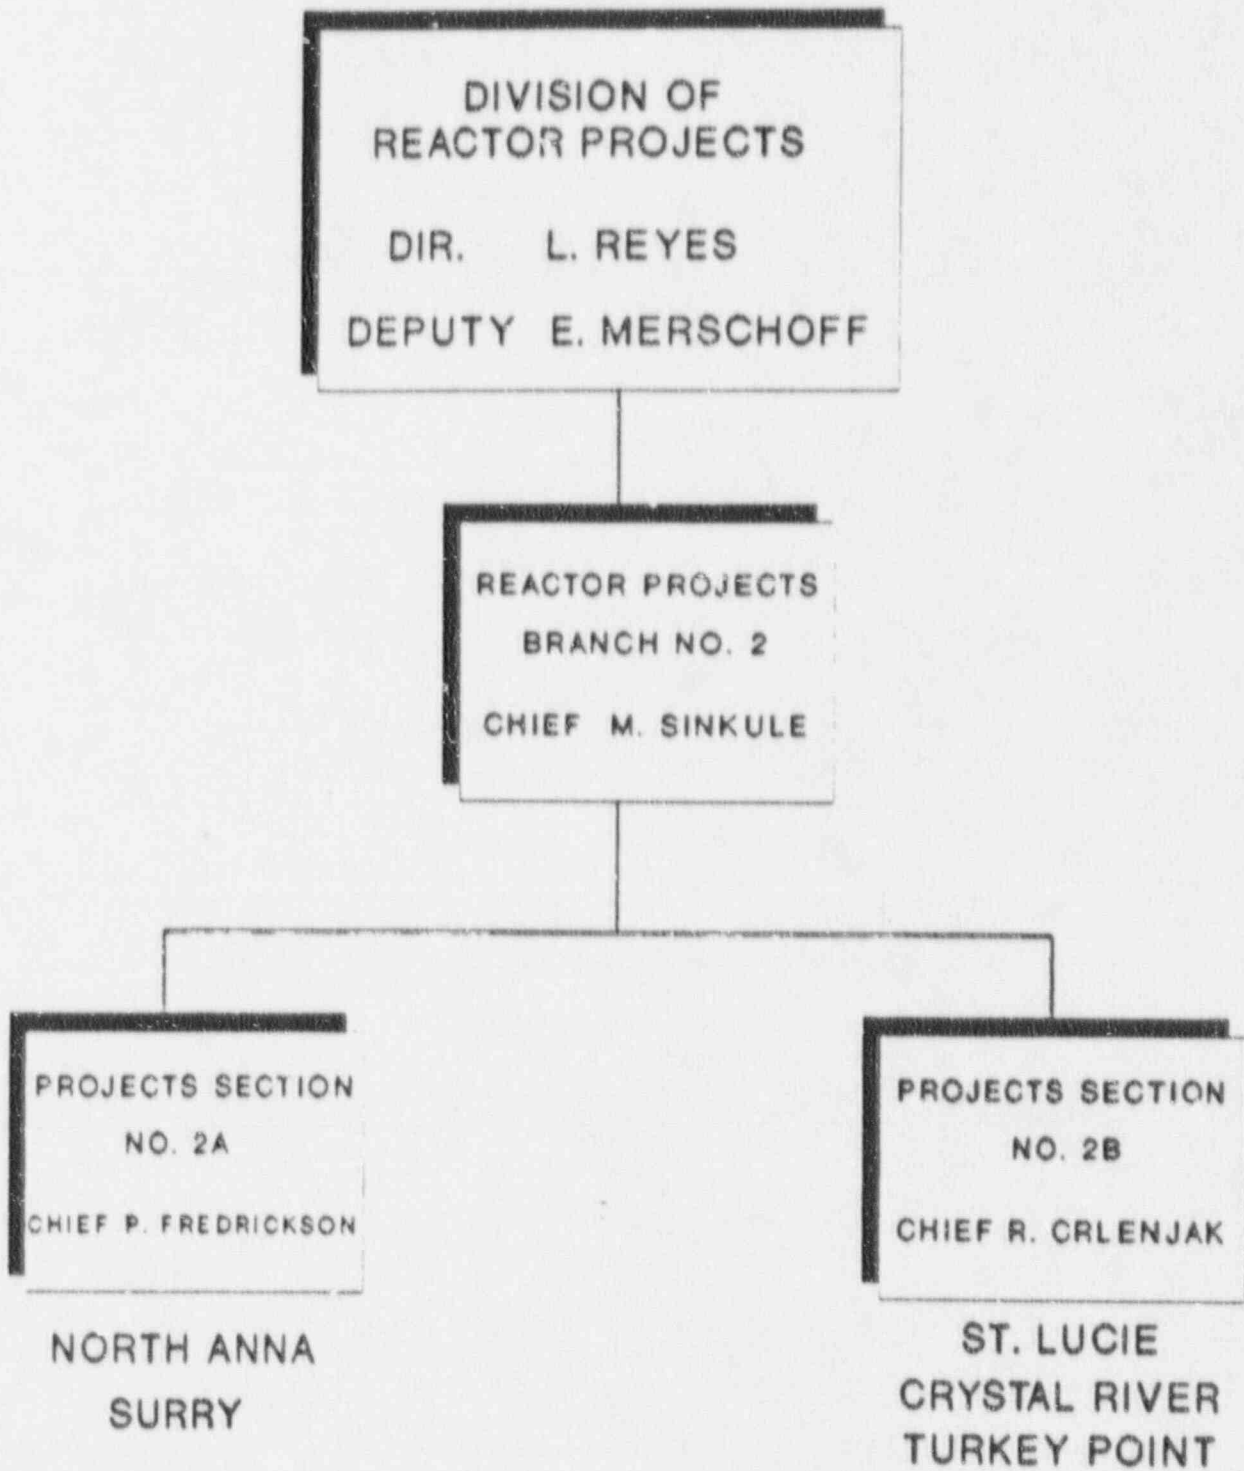 DIVISION OF
REACTOR PROJECTS
DIR. L. REYES
DEPUTY E. MERSCHOFF
REACTOR PROJECTS
BRANCH NO. 2
CHIEF M. SINKULE
PROJECTS SECTION
NO. 2A
CHIEF P. FREDRICKSON
NORTH ANNA
SURRY
PROJECTS SECTION
NO. 2B
CHIEF R. CRLENJAK
ST. LUCIE
CRYSTAL RIVER
TURKEY POINT